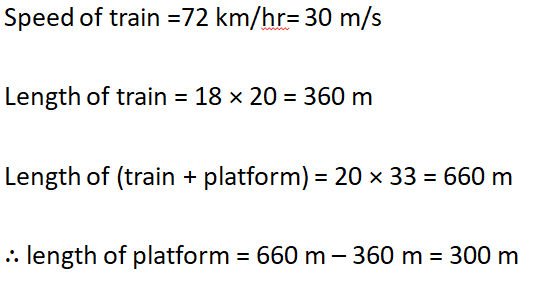 Speed of train =72 km/hr= 30 m/s
Length of train = 18 × 20 = 360 m
Length of (train + platform) = 20 × 33 = 660 m
∴ length of platform = 660 m – 360 m = 300 m